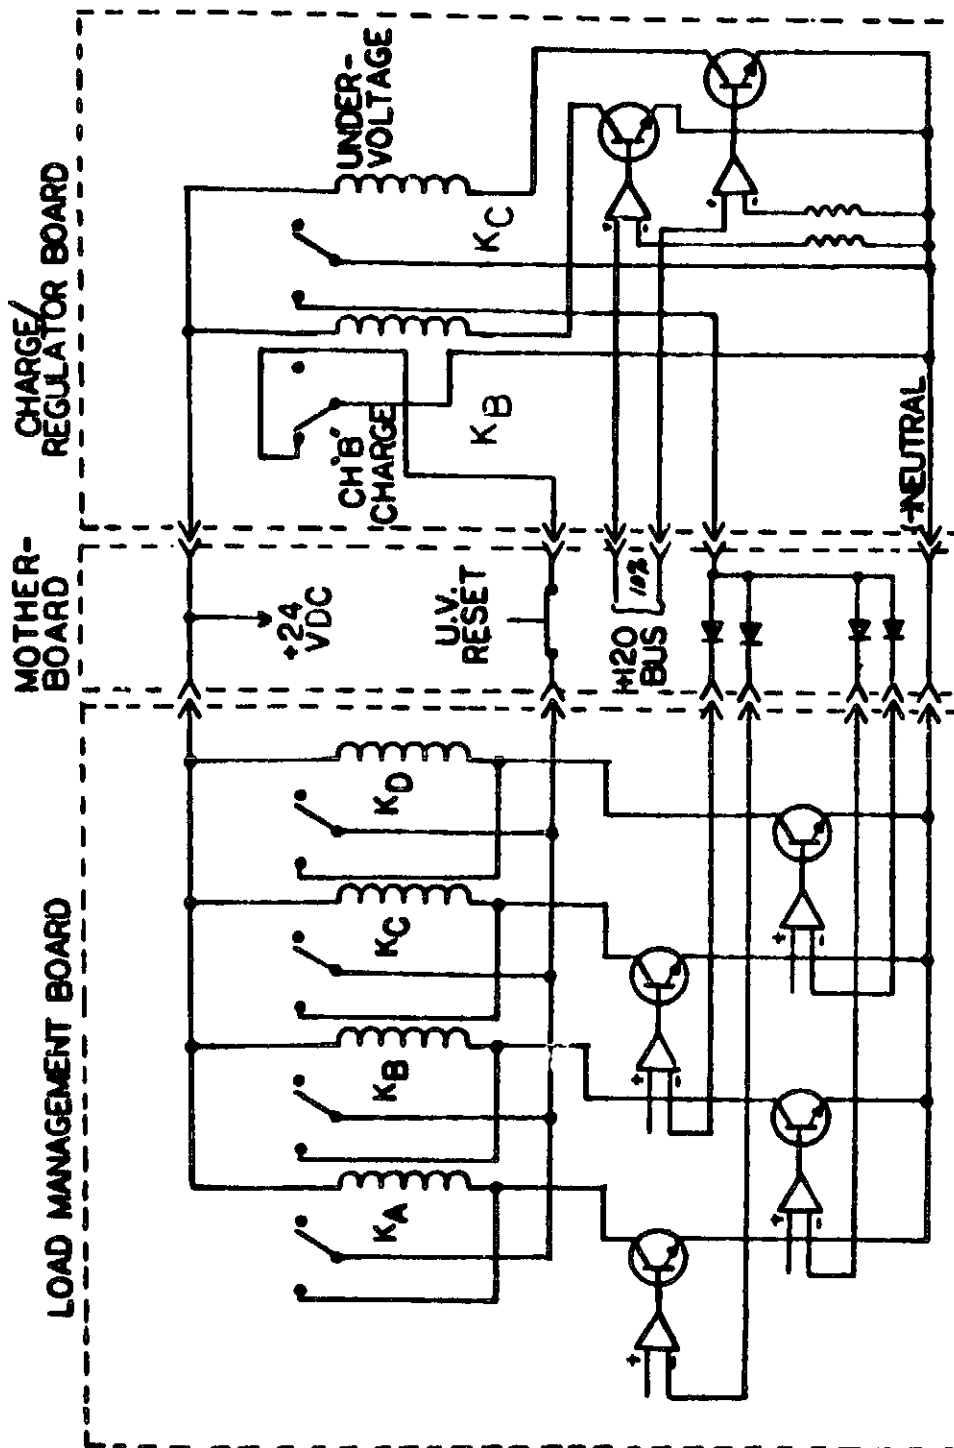 LOAD MANAGEMENT BOARD
MOTHER-
BOARD
CHARGE/
REGULATOR BOARD
KA
KB
KC
KD
+24
VDC
U.V.
RESET
+120
BUS
10%
CH."B"
CHARGE
KB
KC
UNDER-
VOLTAGE
(-)NEUTRAL
+
-
+
-
+
-
+
-
+
-
+
-